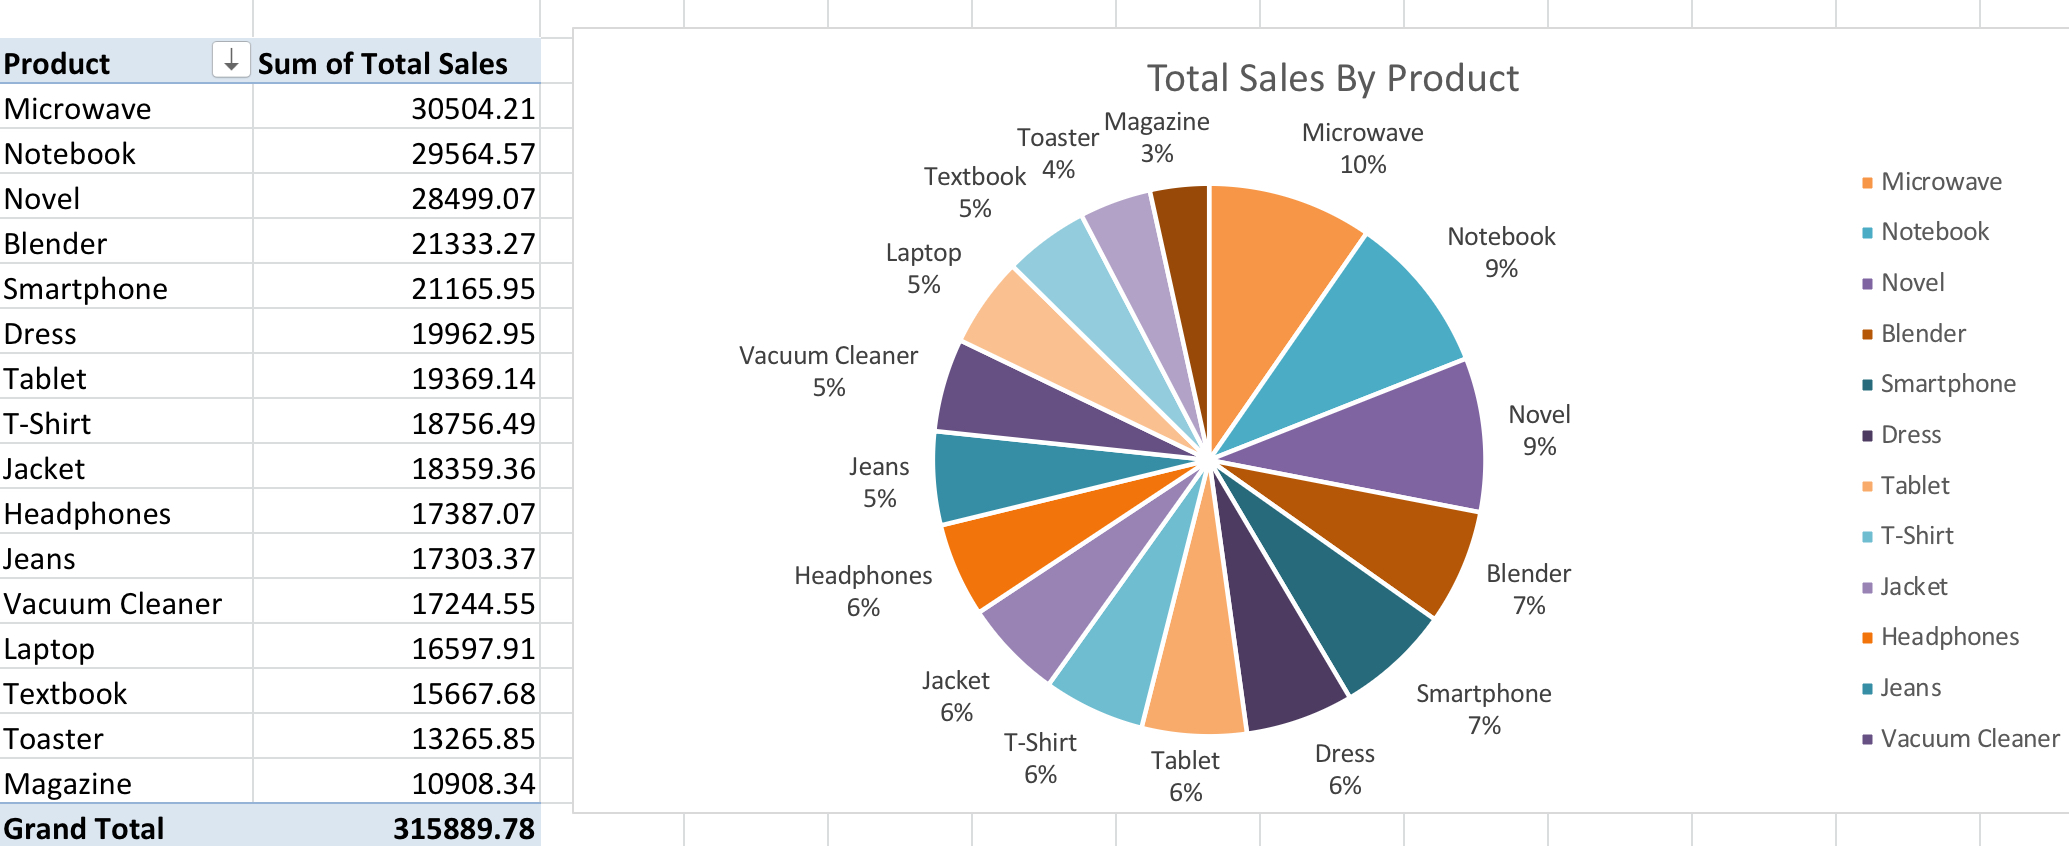 Product Sum of Total Sales
Microwave 30504.21
Notebook 29564.57
Novel 28499.07
Blender 21333.27
Smartphone 21165.95
Dress 19962.95
Tablet 19369.14
T-Shirt 18756.49
Jacket 18359.36
Headphones 17387.07
Jeans 17303.37
Vacuum Cleaner 17244.55
Laptop 16597.91
Textbook 15667.68
Toaster 13265.85
Magazine 10908.34
Grand Total 315889.78
Total Sales By Product
Microwave
10%
Notebook
9%
Novel
9%
Blender
7%
Smartphone
7%
Dress
6%
Tablet
6%
T-Shirt
6%
Jacket
6%
Headphones
6%
Jeans
5%
Vacuum Cleaner
5%
Laptop
5%
Textbook
5%
Toaster
4%
Magazine
3%
Microwave
Notebook
Novel
Blender
Smartphone
Dress
Tablet
T-Shirt
Jacket
Headphones
Jeans
Vacuum Cleaner